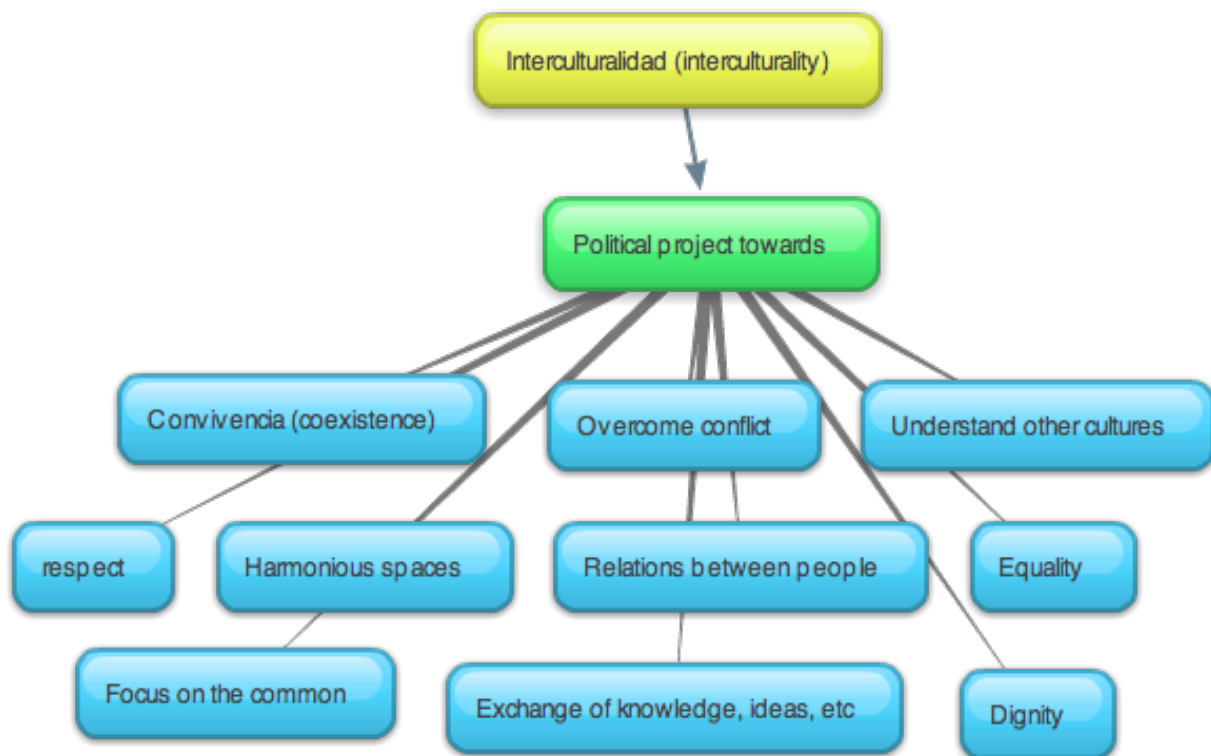 Interculturalidad (interculturality)
Political project towards
Convivencia (coexistence)
Overcome conflict
Understand other cultures
respect
Harmonious spaces
Relations between people
Equality
Focus on the common
Exchange of knowledge, ideas, etc
Dignity